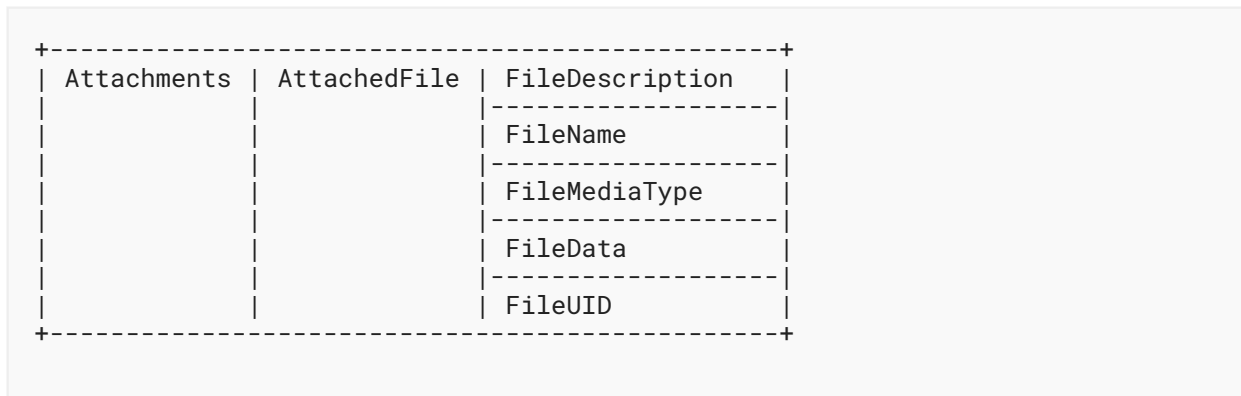 +------------------------------------------------+
| Attachments | AttachedFile | FileDescription   |
|             |              |-------------------|
|             |              | FileName          |
|             |              |-------------------|
|             |              | FileMediaType     |
|             |              |-------------------|
|             |              | FileData          |
|             |              |-------------------|
|             |              | FileUID           |
+------------------------------------------------+